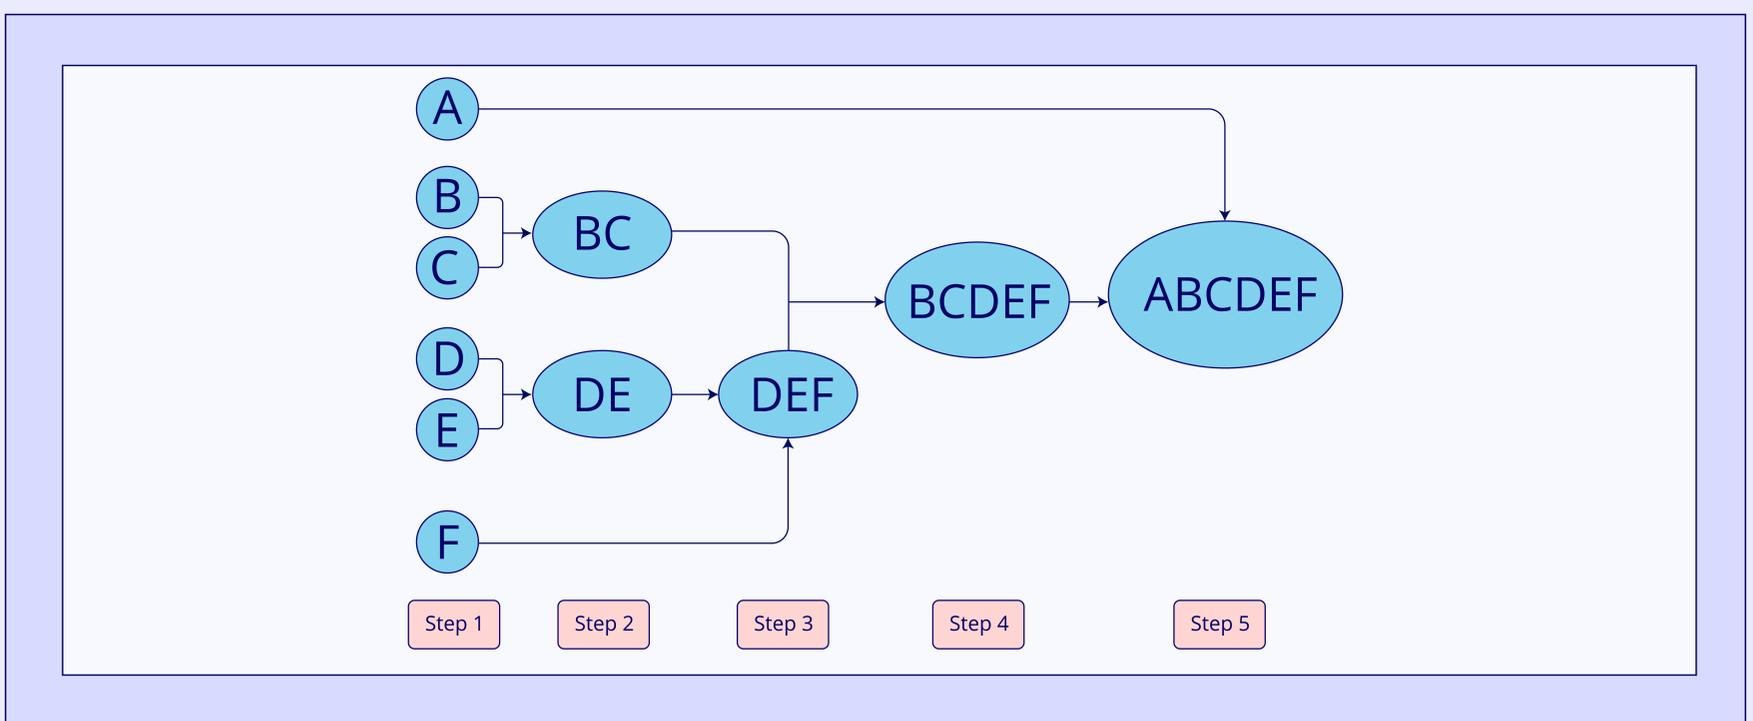 A
B
C
BC
D
E
DE
DEF
F
BCDEF
ABCDEF
Step 1
Step 2
Step 3
Step 4
Step 5